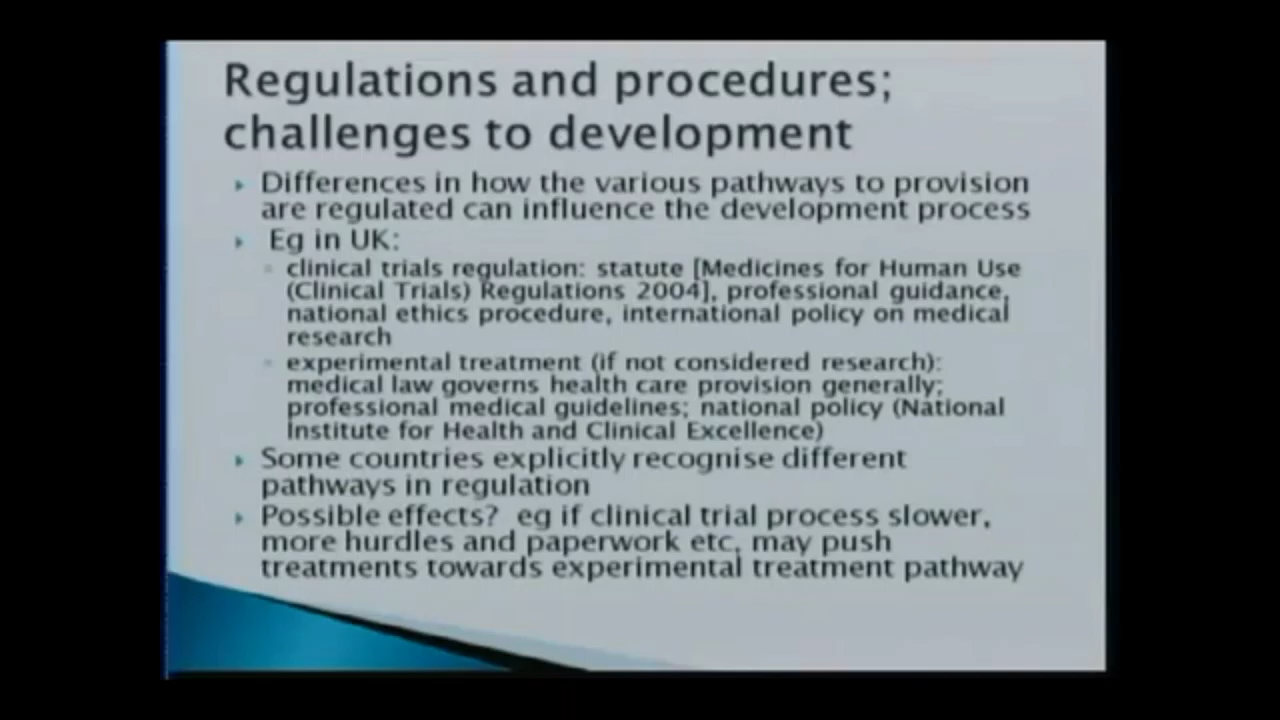 Regulations and procedures;
challenges to development
Differences in how the various pathways to provision
are regulated can influence the development process
Eg in UK:
clinical trials regulation: statute [Medicines for Human Use
(Clinical Trials) Regulations 2004], professional guidance,
national ethics procedure, international policy on medical
research
experimental treatment (if not considered research):
medical law governs health care provision generally;
professional medical guidelines; national policy (National
Institute for Health and Clinical Excellence)
Some countries explicitly recognise different
pathways in regulation
Possible effects? eg if clinical trial process slower,
more hurdles and paperwork etc, may push
treatments towards experimental treatment pathway